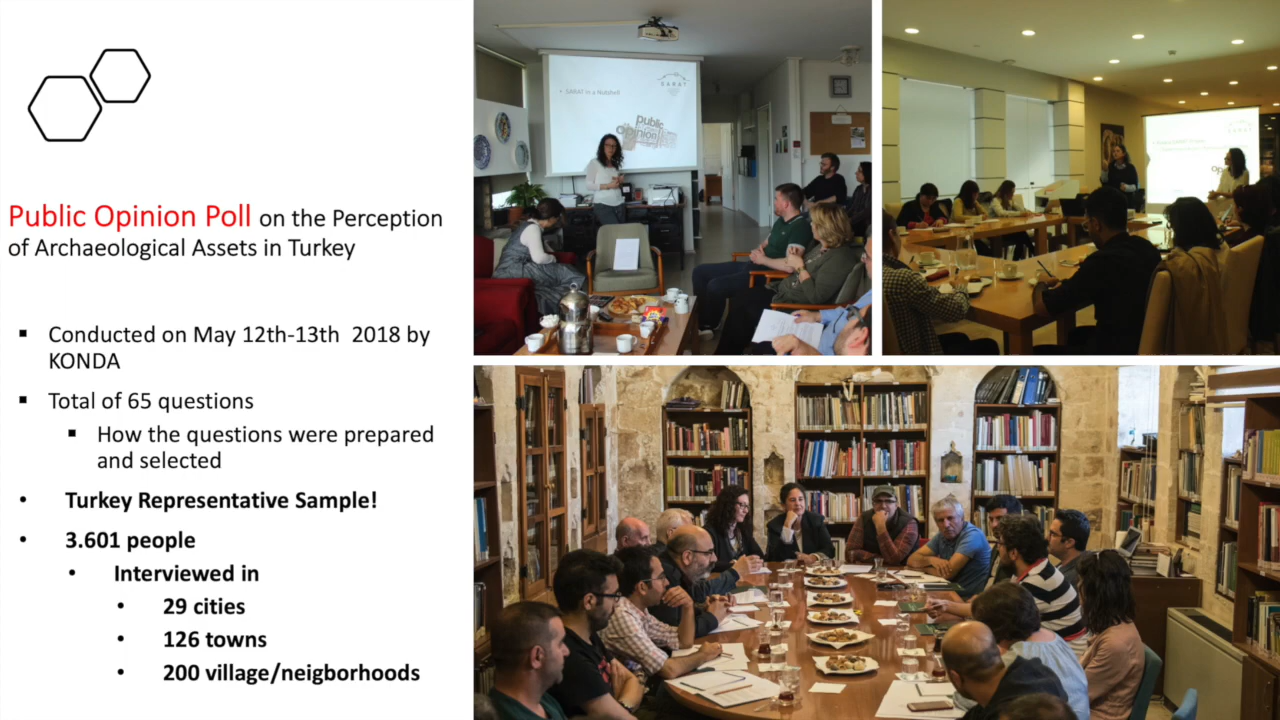 Public Opinion Poll on the Perception
of Archaeological Assets in Turkey
Conducted on May 12th-13th 2018 by
KONDA
Total of 65 questions
How the questions were prepared
and selected
Turkey Representative Sample!
3.601 people
Interviewed in
29 cities
126 towns
200 village/neigborhoods
SARAT
SARAT in a Nutshell
Public
Opinion
SARAT